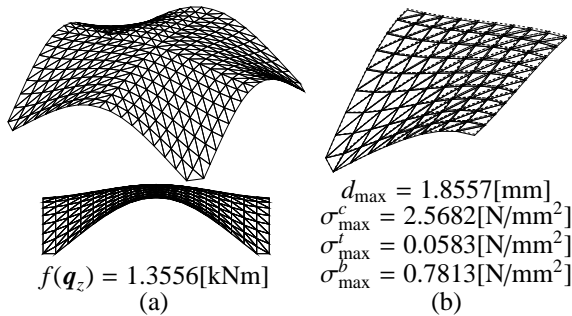 f(q_z) = 1.3556[kNm]
(a)
d_max = 1.8557[mm]
σ^c_max = 2.5682[N/mm²]
σ^t_max = 0.0583[N/mm²]
σ^b_max = 0.7813[N/mm²]
(b)